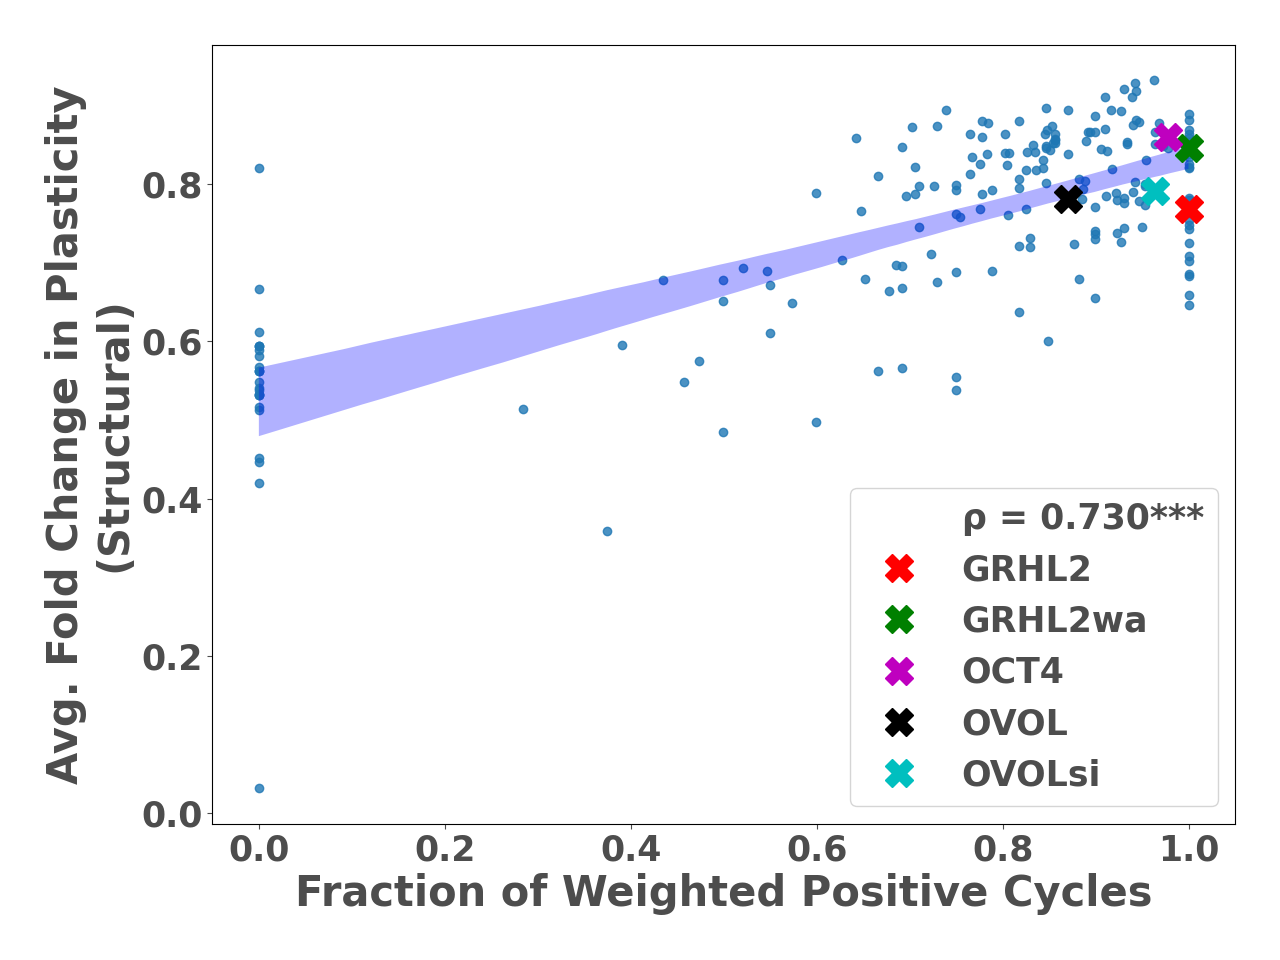 Avg. Fold Change in Plasticity
(Structural)
0.8
0.6
0.4
0.2
0.0
ρ = 0.730***
GRHL2
GRHL2wa
OCT4
OVOL
OVOLsi
0.0 0.2 0.4 0.6 0.8 1.0
Fraction of Weighted Positive Cycles